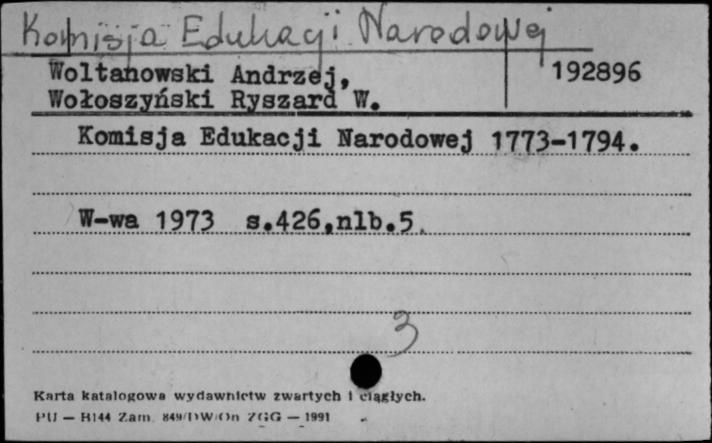 Komisja Edukacji Narodowej
Woltanowski Andrzej,
192896
Wołoszyński Ryszard W.
Komisja Edukacji Narodowej 1773-1794.
W-wa 1973 s.426,nlb.5.
3
Karta katalogowa wydawnictw zwartych i ciągłych.
PU — H144 Zam. 849/DW/On ZGG — 1991